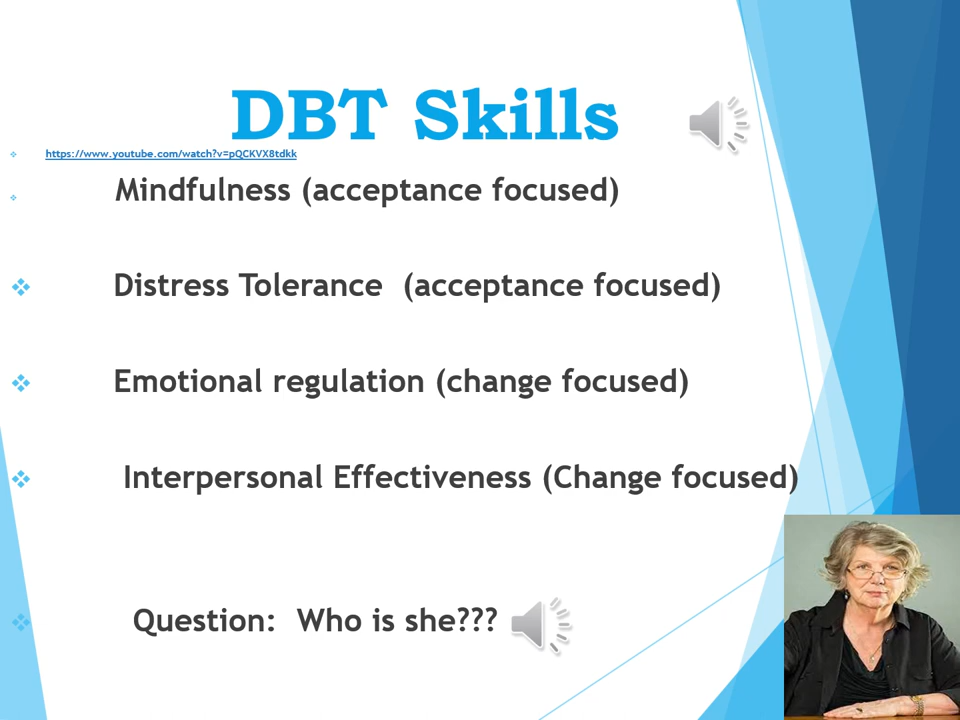 DBT Skills
https://www.youtube.com/watch?v=pQCKVX8tdkk
Mindfulness (acceptance focused)
Distress Tolerance (acceptance focused)
Emotional regulation (change focused)
Interpersonal Effectiveness (Change focused)
Question: Who is she???